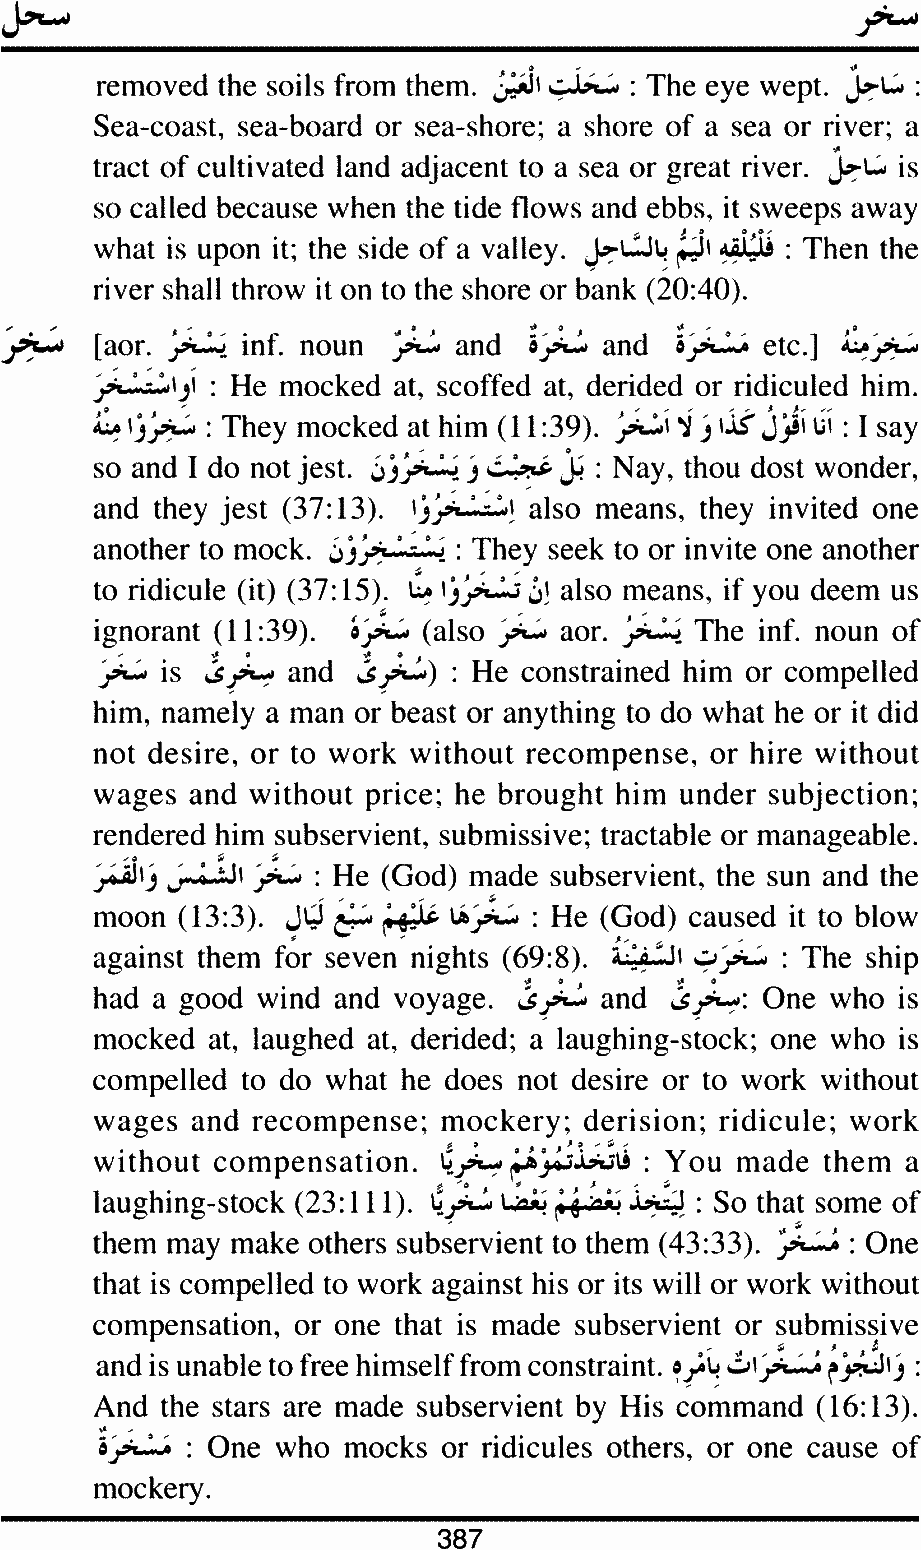 سحل سخر
removed the soils from them. سَحَلَتِ الْعَيْنُ : The eye wept. سَاحِلٌ :
Sea-coast, sea-board or sea-shore; a shore of a sea or river; a
tract of cultivated land adjacent to a sea or great river. سَاحِلٌ is
so called because when the tide flows and ebbs, it sweeps away
what is upon it; the side of a valley. فَلْيُلْقِهِ الْيَمُّ بِالسَّاحِلِ : Then the
river shall throw it on to the shore or bank (20:40).
سَخِرَ [aor. يَسْخَرُ inf. noun سُخْرٌ and سُخْرَةٌ and مَسْخَرَةٌ etc.] سَخِرَمِنْهُ
اَوِاسْتَسْخَرَ : He mocked at, scoffed at, derided or ridiculed him.
سَخِرُوْا مِنْهُ : They mocked at him (11:39). اَنَا اَقُوْلُ كَذَا وَ لَا اَسْخَرُ : I say
so and I do not jest. بَلْ عَجِبْتَ وَ يَسْخَرُوْنَ : Nay, thou dost wonder,
and they jest (37:13). اِسْتَسْخَرُوْا also means, they invited one
another to mock. يَسْتَسْخِرُوْنَ : They seek to or invite one another
to ridicule (it) (37:15). اِنْ تَسْخَرُوْا مِنَّا also means, if you deem us
ignorant (11:39). سَخَّرَهُ (also سَخَرَ aor. يَسْخَرُ The inf. noun of
سَخَرَ is سِخْرِىٌّ and سُخْرِىٌّ) : He constrained him or compelled
him, namely a man or beast or anything to do what he or it did
not desire, or to work without recompense, or hire without
wages and without price; he brought him under subjection;
rendered him subservient, submissive; tractable or manageable.
سَخَّرَ الشَّمْسَ وَالْقَمَرَ : He (God) made subservient, the sun and the
moon (13:3). سَخَّرَهَا عَلَيْهِمْ سَبْعَ لَيَالٍ : He (God) caused it to blow
against them for seven nights (69:8). سَخَرَتِ السَّفِيْنَةُ : The ship
had a good wind and voyage. سُخْرِىٌّ and سِخْرِىٌّ: One who is
mocked at, laughed at, derided; a laughing-stock; one who is
compelled to do what he does not desire or to work without
wages and recompense; mockery; derision; ridicule; work
without compensation. فَاتَّخَذْتُمُوْهُمْ سِخْرِيًّا : You made them a
laughing-stock (23:111). لِيَتَّخِذَ بَعْضُهُمْ بَعْضًا سُخْرِيًّا : So that some of
them may make others subservient to them (43:33). مُسَخَّرٌ : One
that is compelled to work against his or its will or work without
compensation, or one that is made subservient or submissive
and is unable to free himself from constraint. وَالنُّجُوْمُ مُسَخَّرَاتٌ بِاَمْرِهٖ :
And the stars are made subservient by His command (16:13).
مَسْخَرَةٌ : One who mocks or ridicules others, or one cause of
mockery.
387